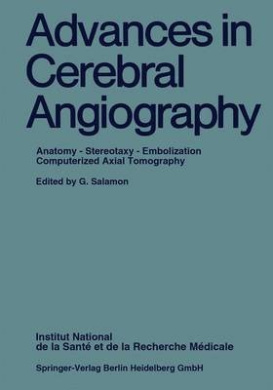 Advances in
Cerebral
Angiography
Anatomy - Stereotaxy - Embolization
Computerized Axial Tomography
Edited by G. Salamon
Institut National
de la Santé et de la Recherche Médicale
Springer-Verlag Berlin Heidelberg GmbH